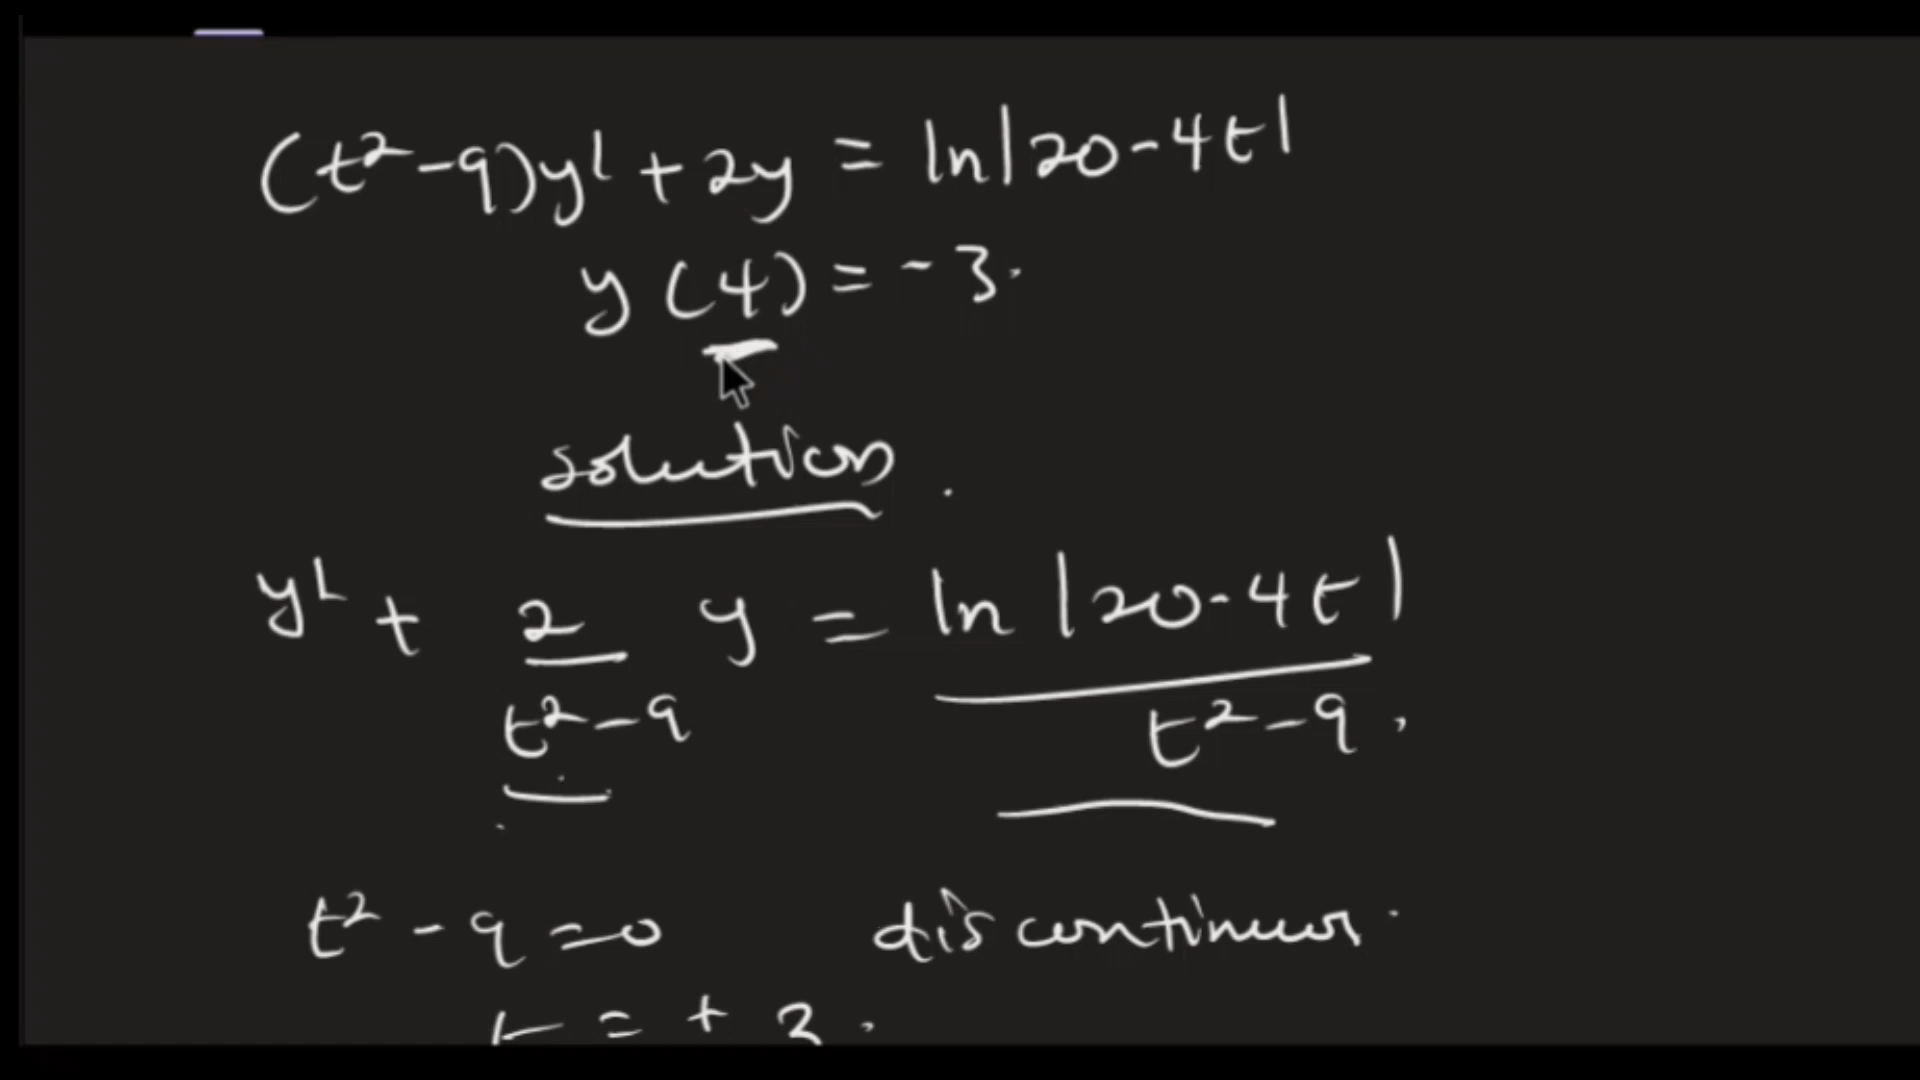 (t²-9)y' + 2y = ln|20-4t|
y(4) = -3.
solution.
y' + 2/(t²-9) y = ln|20-4t|/(t²-9).
t²-9=0 discontinuous.
t = ± 3.